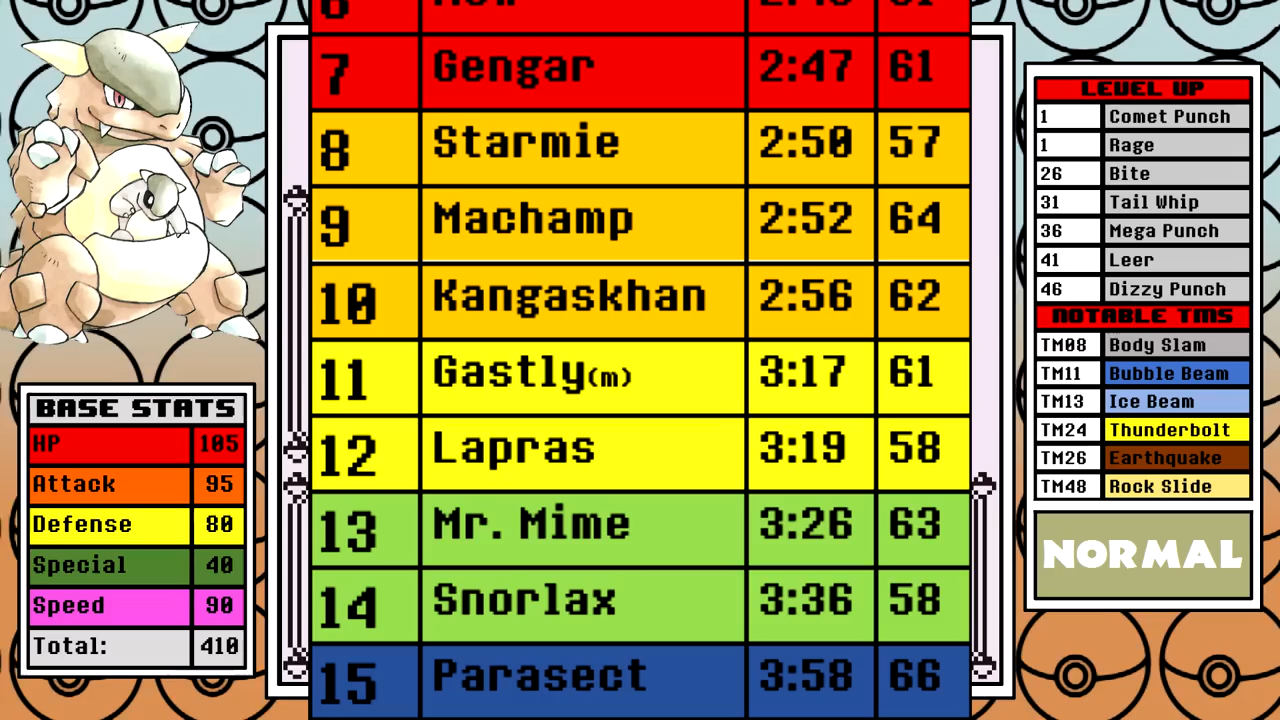 7 Gengar 2:47 61
8 Starmie 2:50 57
9 Machamp 2:52 64
10 Kangaskhan 2:56 62
11 Gastly(m) 3:17 61
12 Lapras 3:19 58
13 Mr. Mime 3:26 63
14 Snorlax 3:36 58
15 Parasect 3:58 66
BASE STATS
HP 105
Attack 95
Defense 80
Special 40
Speed 90
Total: 410
LEVEL UP
1 Comet Punch
1 Rage
26 Bite
31 Tail Whip
36 Mega Punch
41 Leer
46 Dizzy Punch
NOTABLE TMS
TM08 Body Slam
TM11 Bubble Beam
TM13 Ice Beam
TM24 Thunderbolt
TM26 Earthquake
TM48 Rock Slide
NORMAL